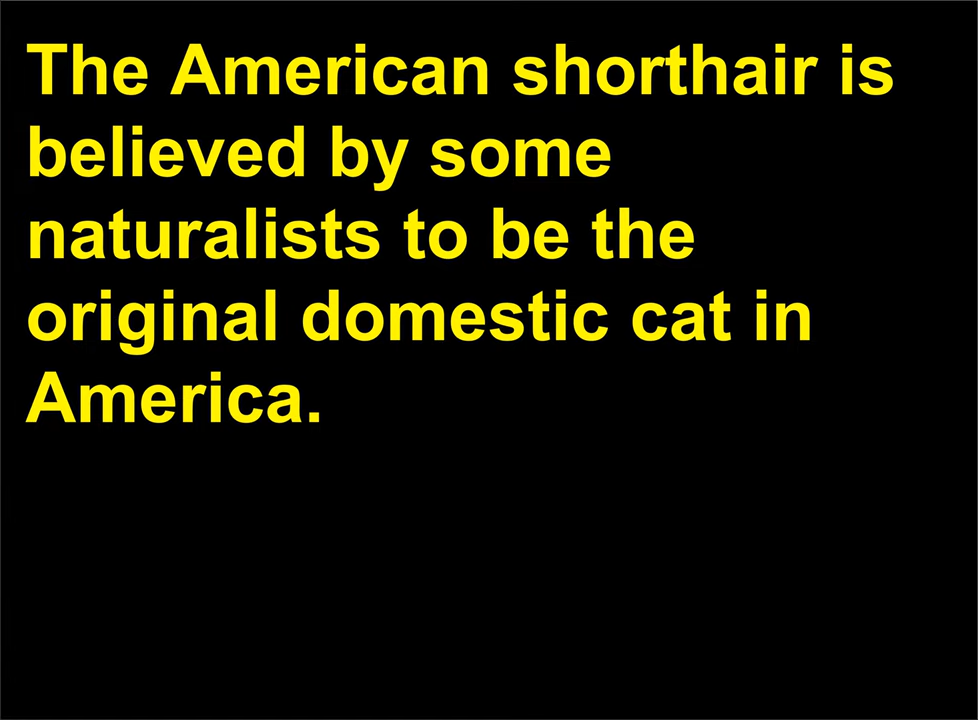 The American shorthair is
believed by some
naturalists to be the
original domestic cat in
America.